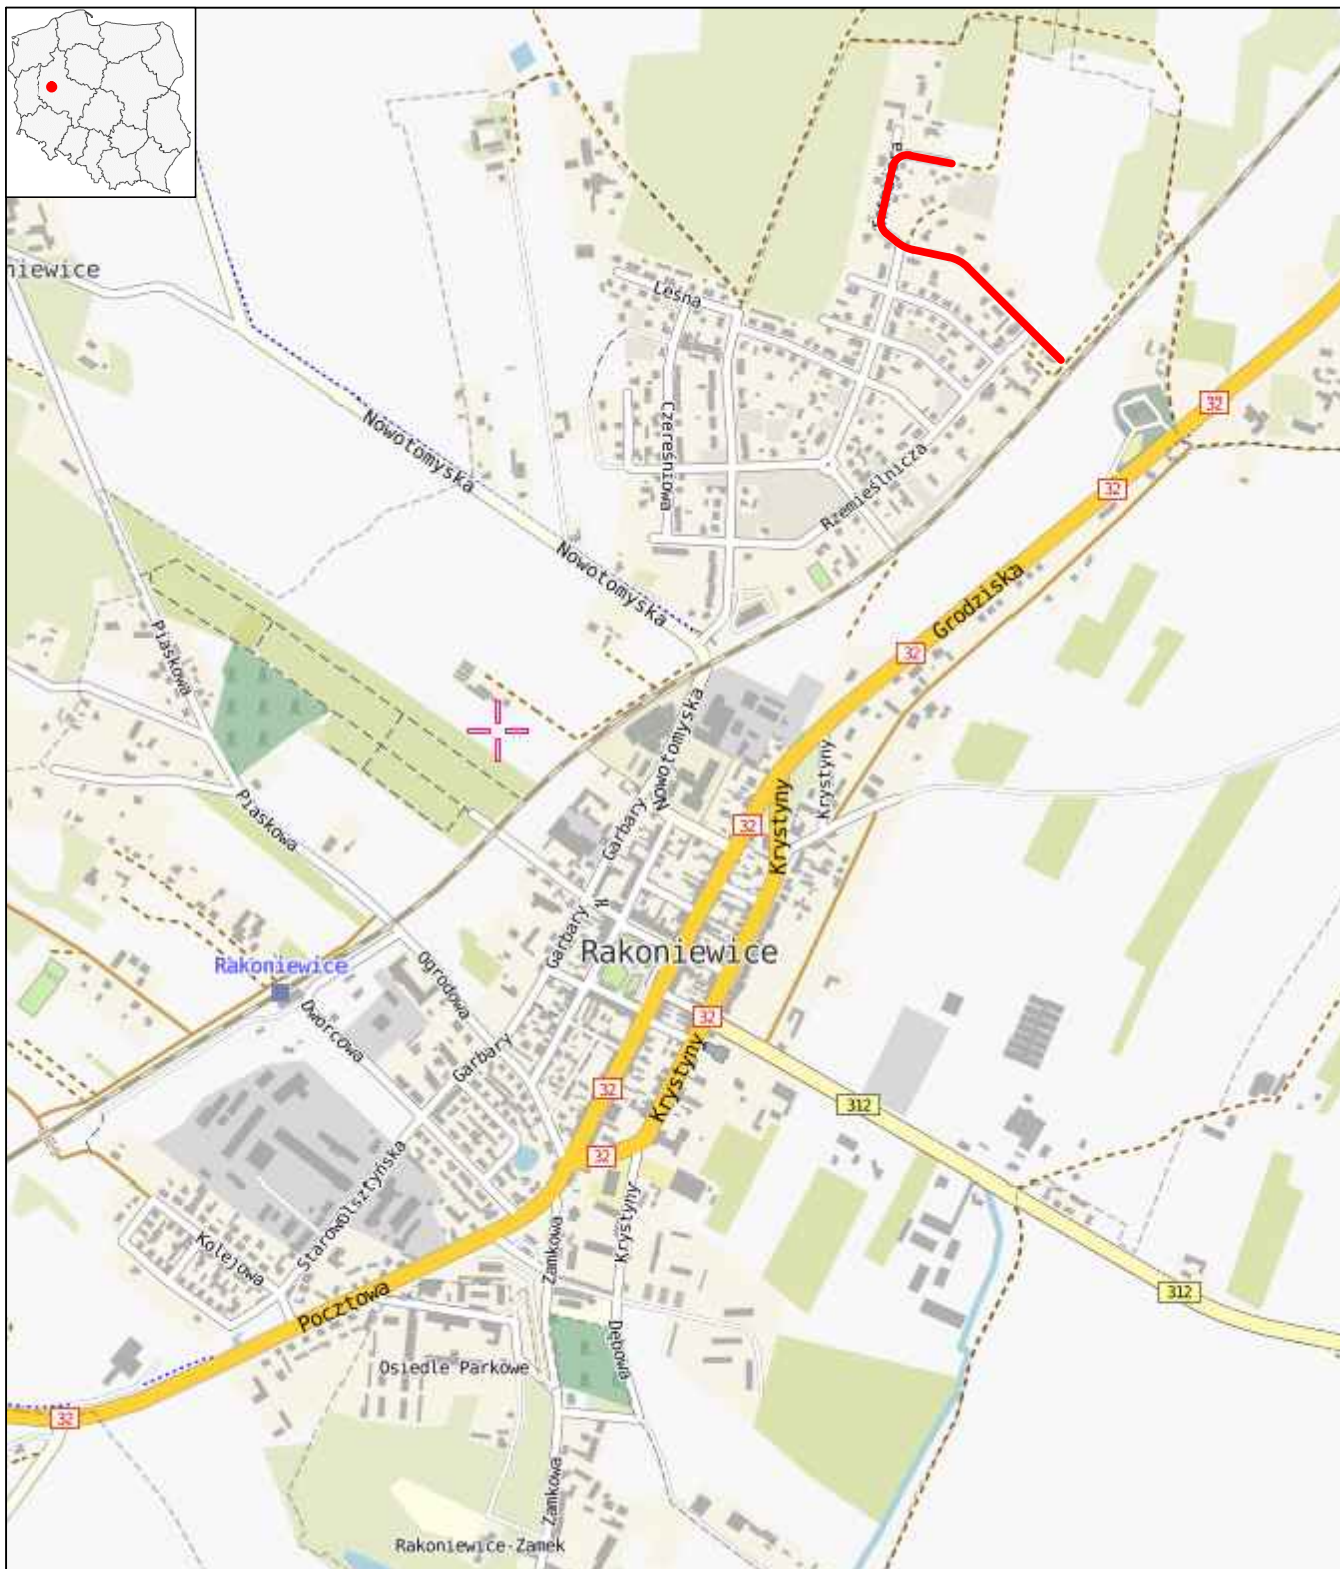 niewice
Leśna
32
Nowotomyska
Czereśniowa
Rzemieślnicza
32
Nowotomyska
Grodziska
Piaskowa
32
Nowotomyska
Krystyny
Krystyny
Piaskowa
Garbary
32
Garbary
Rakoniewice
Rakoniewice
Ogrodowa
Dworcowa
32
Garbary
Krystyny
32
312
Starowolsztyńska
32
Krystyny
Kolejowa
Zamkowa
Pocztowa
312
Dębowa
Osiedle Parkowe
32
Zamkowa
Rakoniewice-Zamek